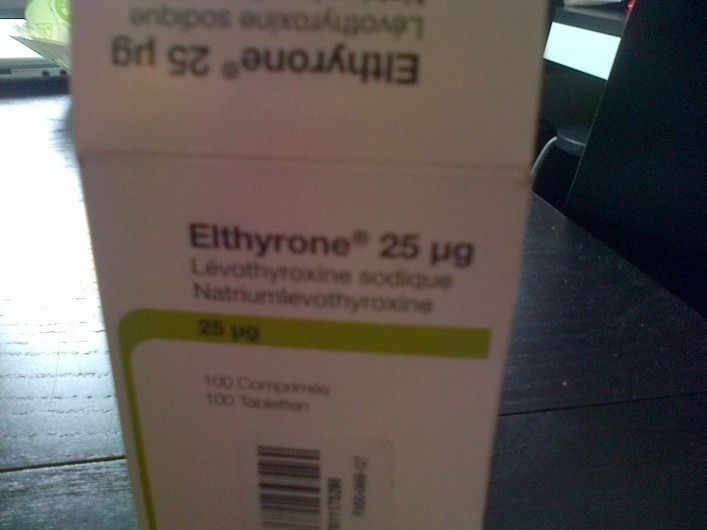 Elthyrone® 25 µg
Lévothyroxine sodique
Elthyrone® 25 µg
Lévothyroxine sodique
Natriumlevothyroxine
25 µg
100 Comprimés
100 Tabletten